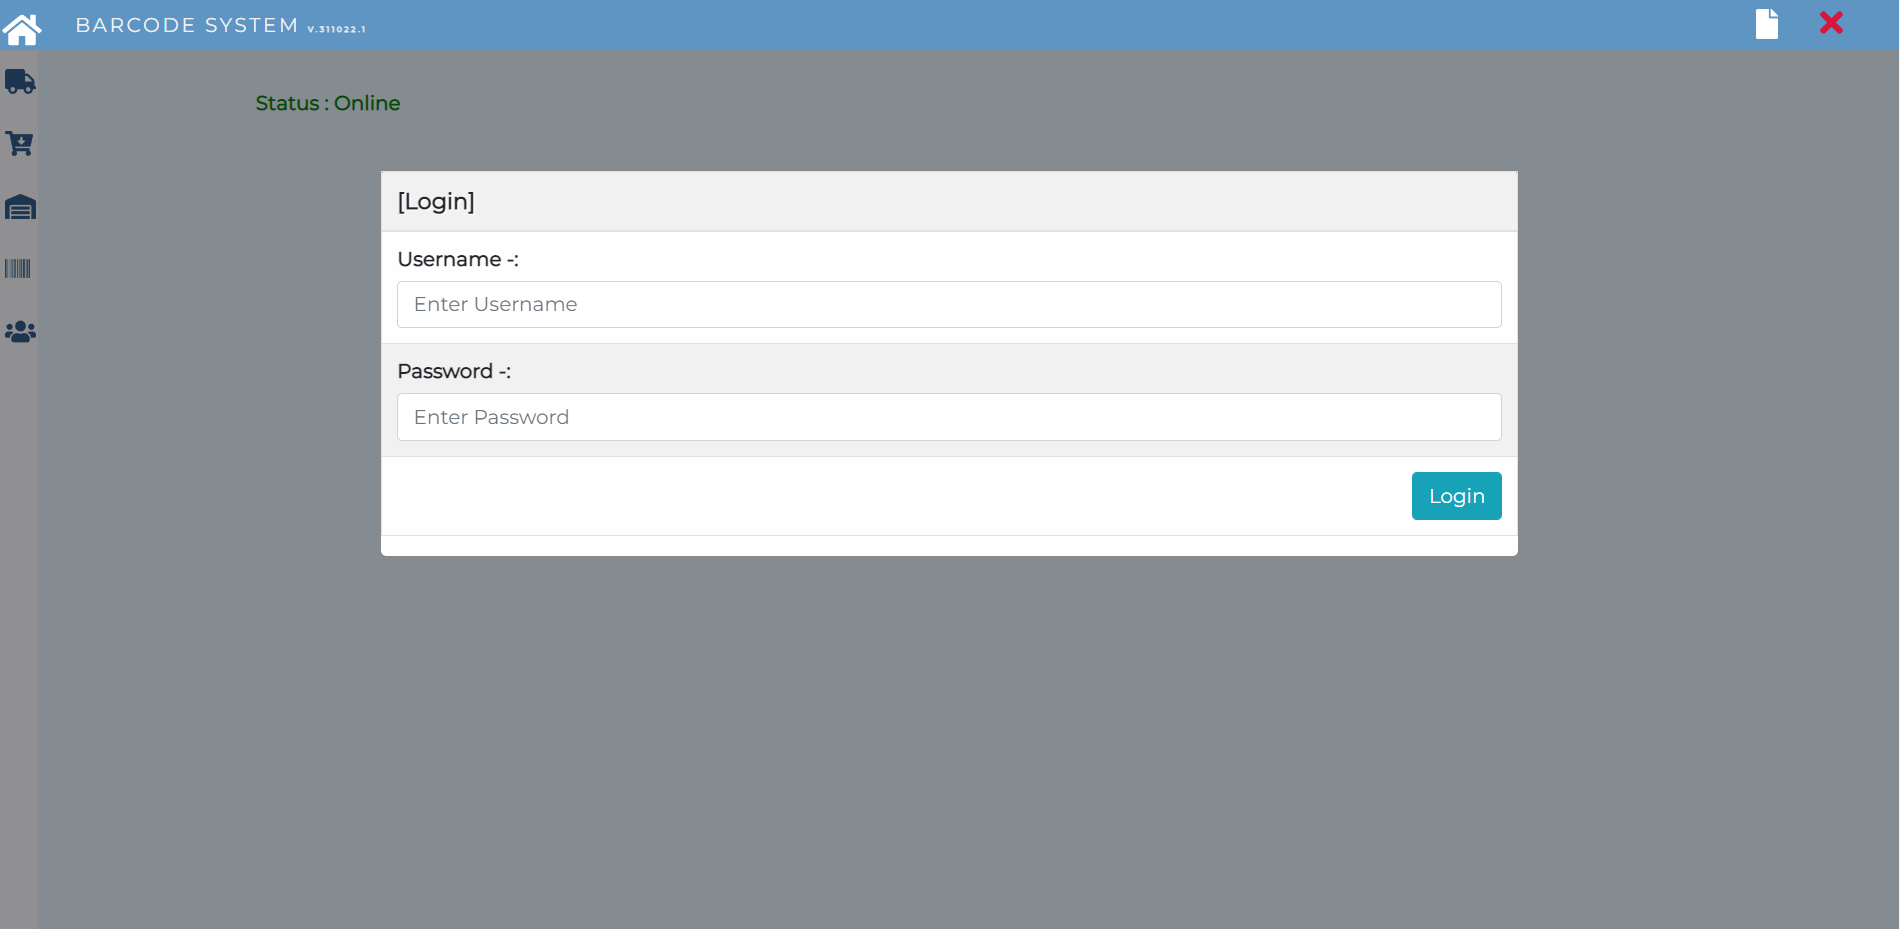 BARCODE SYSTEM V.311022.1
Status : Online
[Login]
Username -:
Enter Username
Password -:
Enter Password
Login